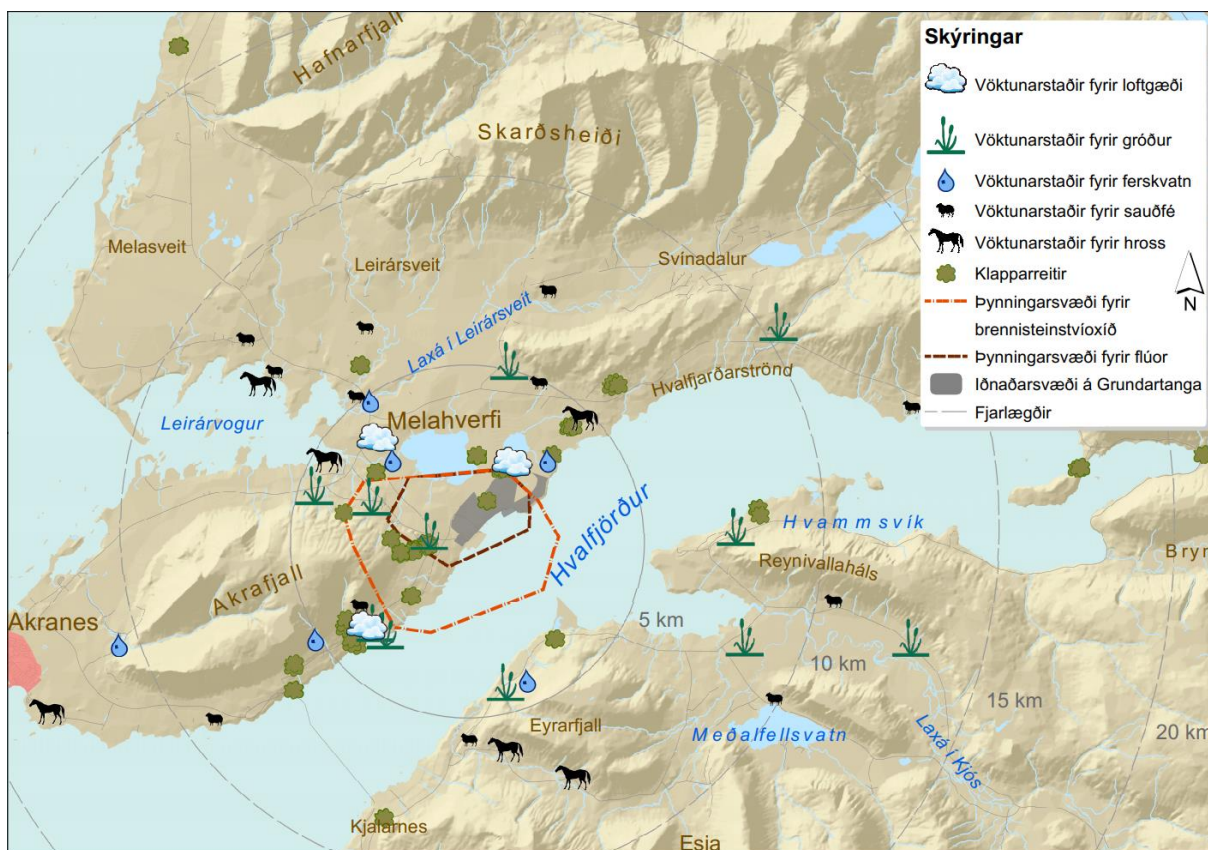 Hafnarfjall
Skarðsheiði
Melasveit
Leirársveit
Svínadalur
Laxá í Leirársveit
Hvalfjarðarströnd
Leirárvogur
Melahverfi
Hvalfjörður
Hvammsvík
Reynivallaháls
Bryn
Akrafjall
Akranes
5 km
10 km
15 km
20 km
Eyrarfjall
Meðalfellsvatn
Laxá í Kjós
Kjalarnes
Esja
Skýringar
Vöktunarstaðir fyrir loftgæði
Vöktunarstaðir fyrir gróður
Vöktunarstaðir fyrir ferskvatn
Vöktunarstaðir fyrir sauðfé
Vöktunarstaðir fyrir hross
Klapparreitir
Þynningarsvæði fyrir
brennisteinstvíoxíð
Þynningarsvæði fyrir flúor
Iðnaðarsvæði á Grundartanga
Fjarlægðir
N